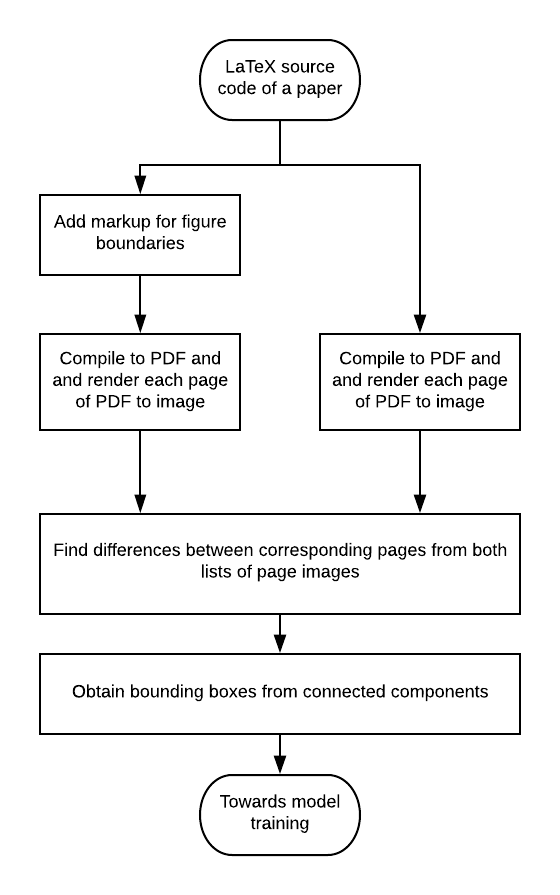 LaTeX source
code of a paper
Add markup for figure
boundaries
Compile to PDF and
and render each page
of PDF to image
Compile to PDF and
and render each page
of PDF to image
Find differences between corresponding pages from both
lists of page images
Obtain bounding boxes from connected components
Towards model
training